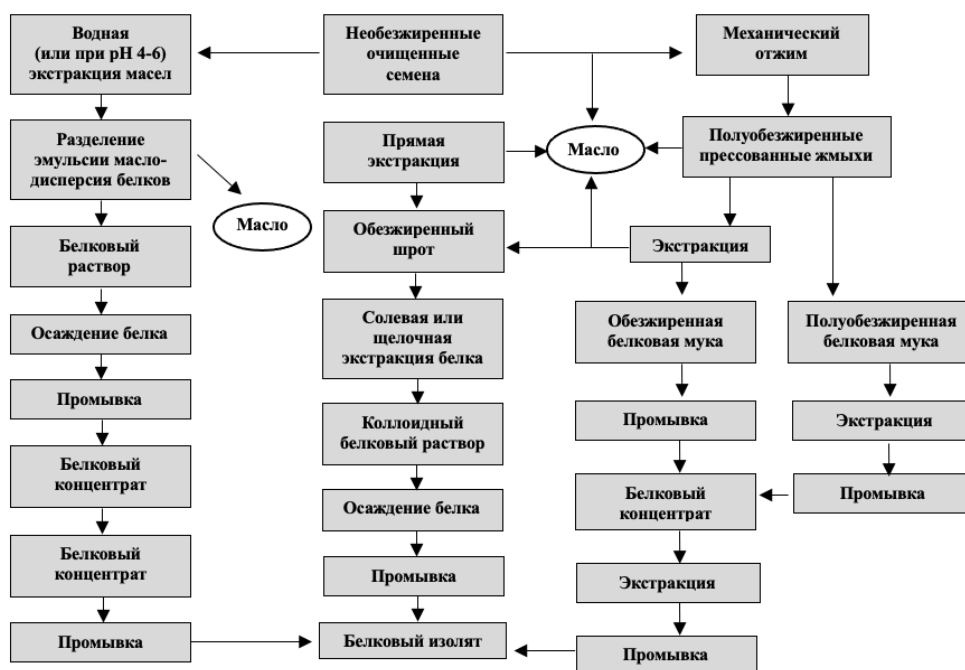 Водная
(или при pH 4-6)
экстракция масел
Необезжиренные
очищенные
семена
Механический
отжим
Разделение
эмульсии масло-
дисперсия белков
Прямая
экстракция
Масло
Полуобезжиренные
прессованные жмыхи
Масло
Белковый
раствор
Обезжиренный
шрот
Экстракция
Осаждение белка
Солевая или
щелочная
экстракция белка
Обезжиренная
белковая мука
Полуобезжиренная
белковая мука
Промывка
Коллоидный
белковый раствор
Промывка
Экстракция
Белковый
концентрат
Осаждение белка
Белковый
концентрат
Промывка
Белковый
концентрат
Промывка
Экстракция
Промывка
Белковый изолят
Промывка